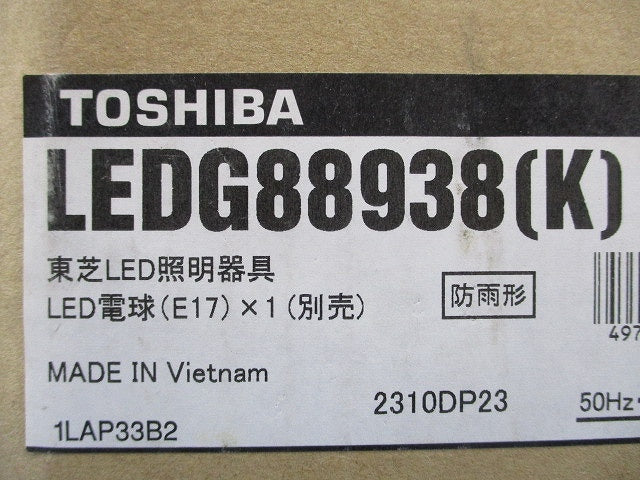 TOSHIBA
LEDG88938(K)
東芝LED照明器具
LED電球(E17)×1(別売)
防雨形
497
MADE IN Vietnam
2310DP23
50Hz
1LAP33B2